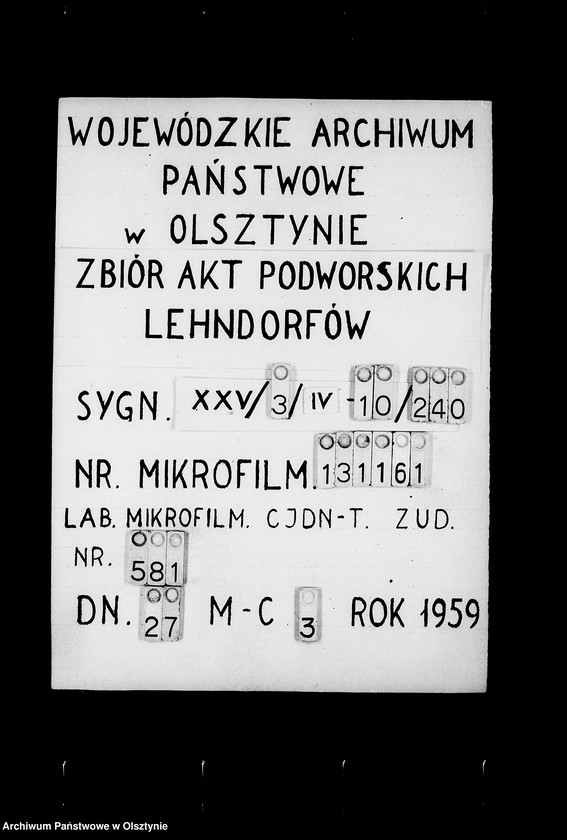 WOJEWÓDZKIE ARCHIWUM
PAŃSTWOWE
w OLSZTYNIE
ZBIÓR AKT PODWORSKICH
LEHNDORFÓW
SYGN. XXV/3/IV-10/240
NR. MIKROFILM. 131161
LAB. MIKROFILM. CJDN-T. ZUD.
NR. 581
DN. 27 M-C 3 ROK 1959
Archiwum Państwowe w Olsztynie